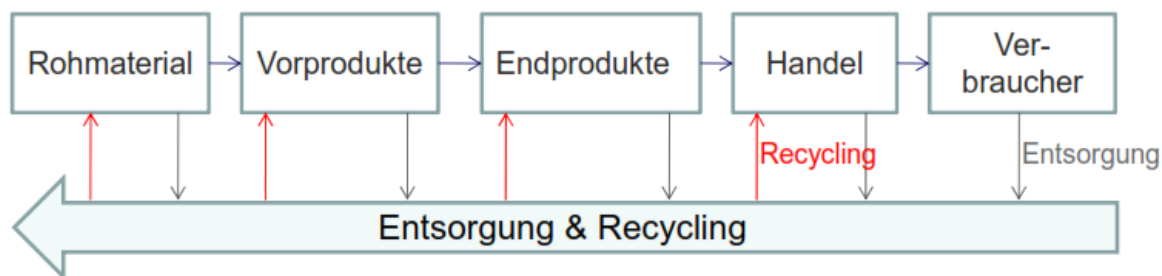 Rohmaterial
Vorprodukte
Endprodukte
Handel
Ver-
braucher
Recycling
Entsorgung
Entsorgung & Recycling